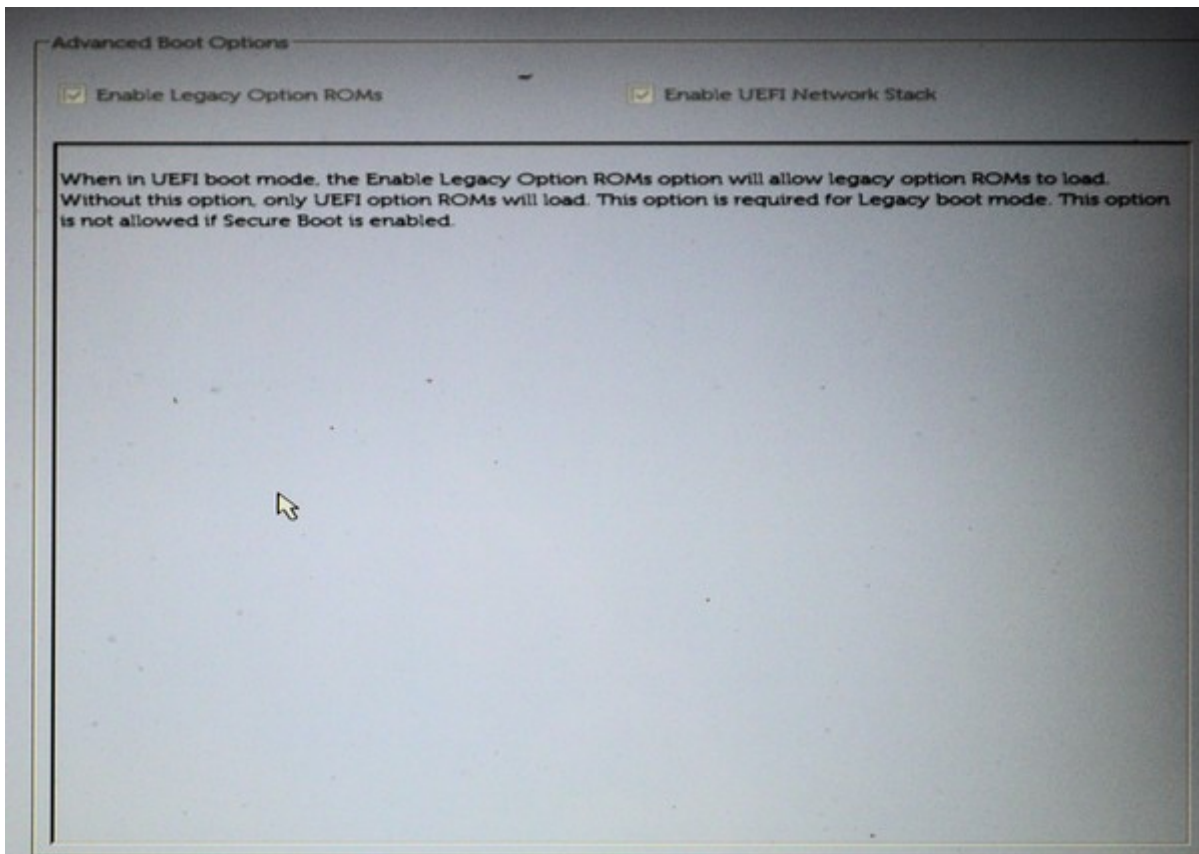 Advanced Boot Options
Enable Legacy Option ROMs
Enable UEFI Network Stack
When in UEFI boot mode, the Enable Legacy Option ROMs option will allow legacy option ROMs to load.
Without this option, only UEFI option ROMs will load. This option is required for Legacy boot mode. This option
is not allowed if Secure Boot is enabled.